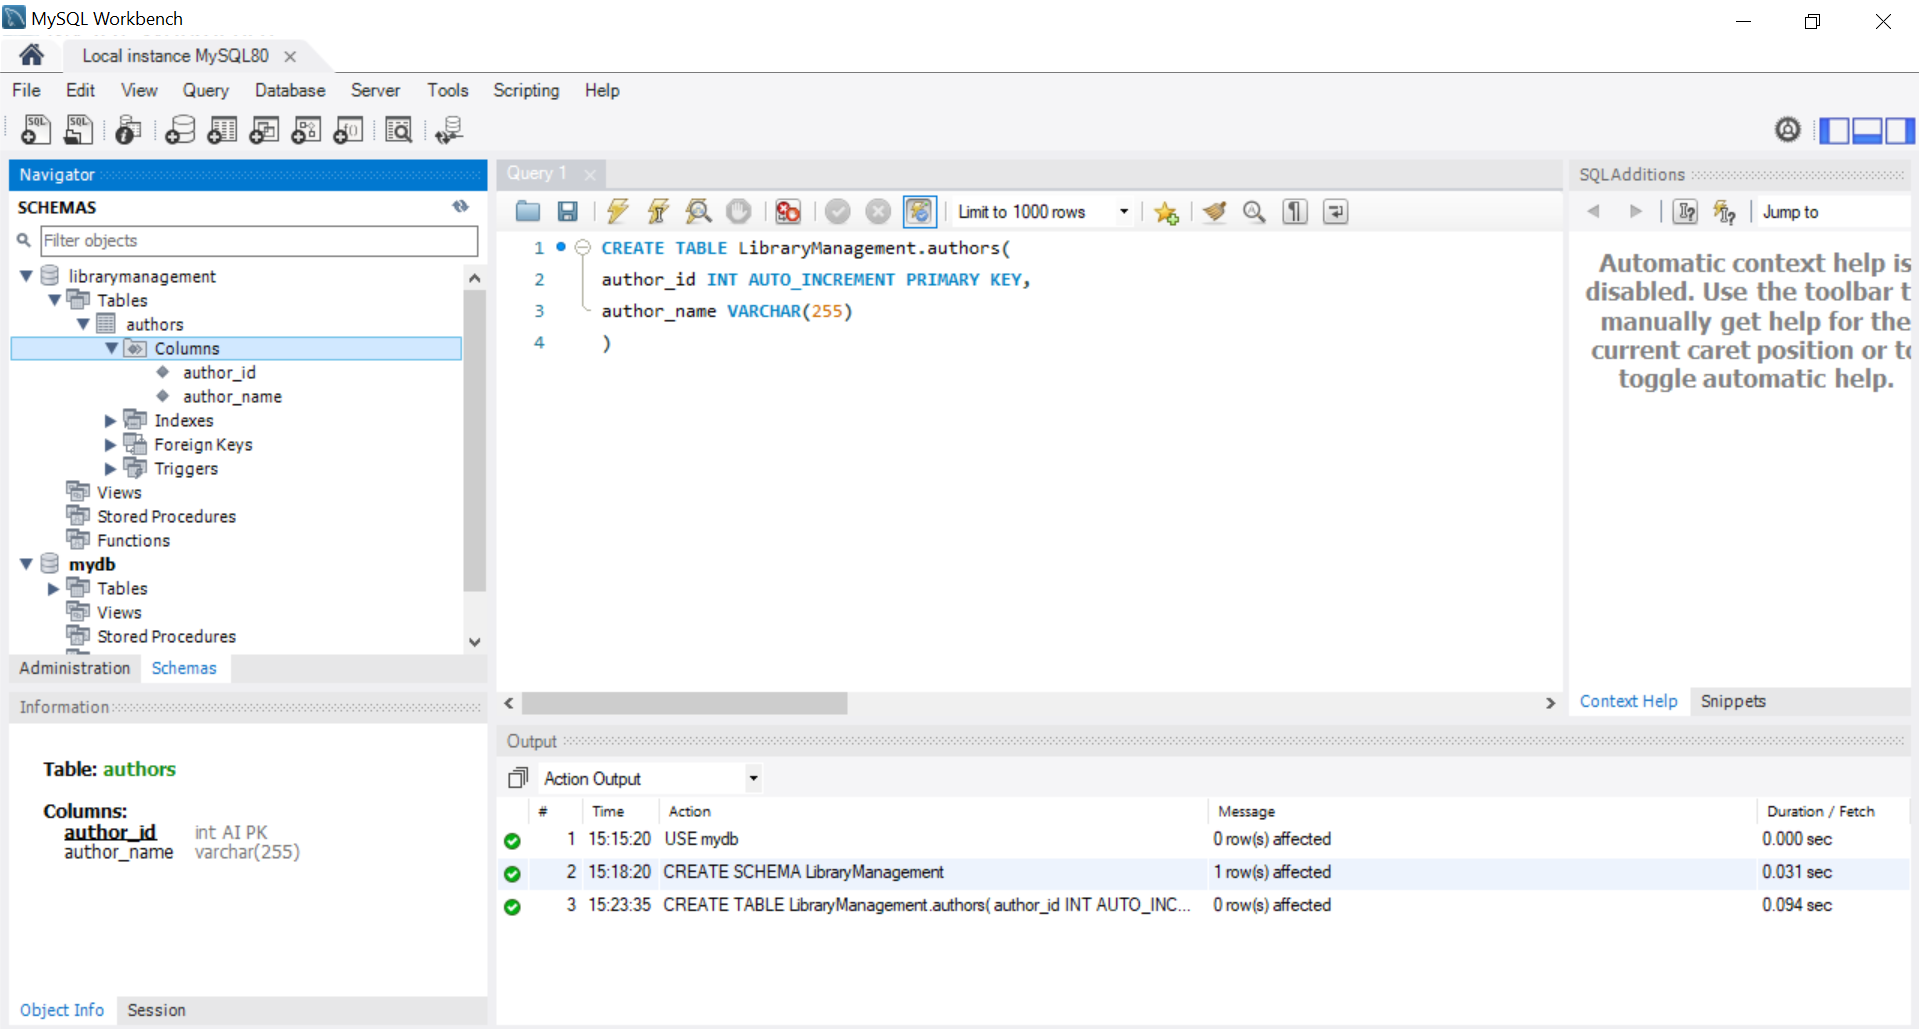 MySQL Workbench
Local instance MySQL80
File Edit View Query Database Server Tools Scripting Help
Navigator
SCHEMAS
Filter objects
librarymanagement
Tables
authors
Columns
author_id
author_name
Indexes
Foreign Keys
Triggers
Views
Stored Procedures
Functions
mydb
Tables
Views
Stored Procedures
Administration Schemas
Information
Table: authors
Columns:
author_id int AI PK
author_name varchar(255)
Object Info Session
Query 1
Limit to 1000 rows
1 CREATE TABLE LibraryManagement.authors(
2 author_id INT AUTO_INCREMENT PRIMARY KEY,
3 author_name VARCHAR(255)
4 )
SQLAdditions
Jump to
Automatic context help is
disabled. Use the toolbar t
manually get help for the
current caret position or to
toggle automatic help.
Context Help Snippets
Output
Action Output
# Time Action Message Duration / Fetch
1 15:15:20 USE mydb 0 row(s) affected 0.000 sec
2 15:18:20 CREATE SCHEMA LibraryManagement 1 row(s) affected 0.031 sec
3 15:23:35 CREATE TABLE LibraryManagement.authors( author_id INT AUTO_INC... 0 row(s) affected 0.094 sec